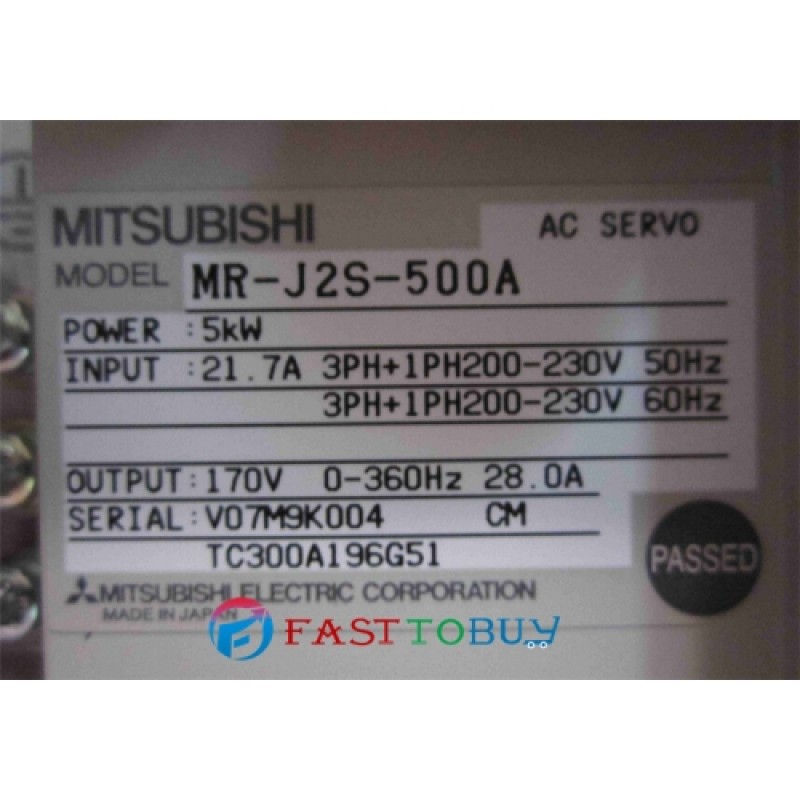 MITSUBISHI AC SERVO
MODEL MR-J2S-500A
POWER : 5kW
INPUT : 21.7A 3PH+1PH200-230V 50Hz
3PH+1PH200-230V 60Hz
OUTPUT : 170V 0-360Hz 28.0A
SERIAL : V07M9K004 CM
TC300A196G51
PASSED
MITSUBISHI ELECTRIC CORPORATION
MADE IN JAPAN
FASTTOBUY